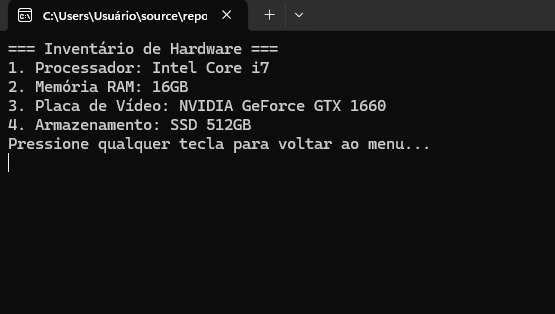 C:\Users\Usuário\source\repo
=== Inventário de Hardware ===
1. Processador: Intel Core i7
2. Memória RAM: 16GB
3. Placa de Vídeo: NVIDIA GeForce GTX 1660
4. Armazenamento: SSD 512GB
Pressione qualquer tecla para voltar ao menu...